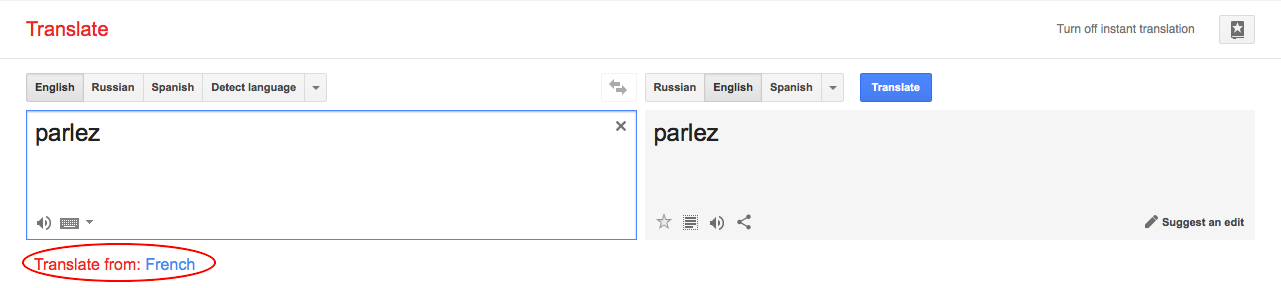 Translate
Turn off instant translation
English Russian Spanish Detect language
Russian English Spanish Translate
parlez
parlez
Suggest an edit
Translate from: French